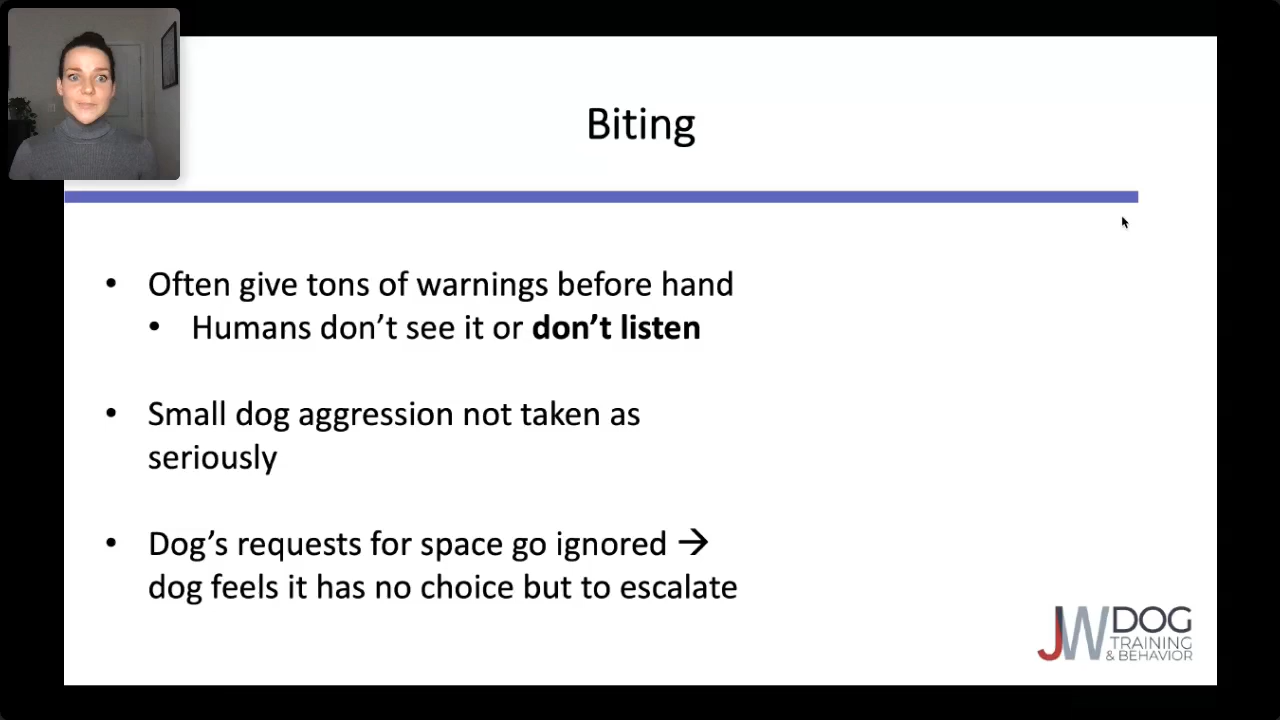 Biting
• Often give tons of warnings before hand
• Humans don’t see it or don’t listen
• Small dog aggression not taken as
seriously
• Dog’s requests for space go ignored →
dog feels it has no choice but to escalate
JW DOG
TRAINING
& BEHAVIOR